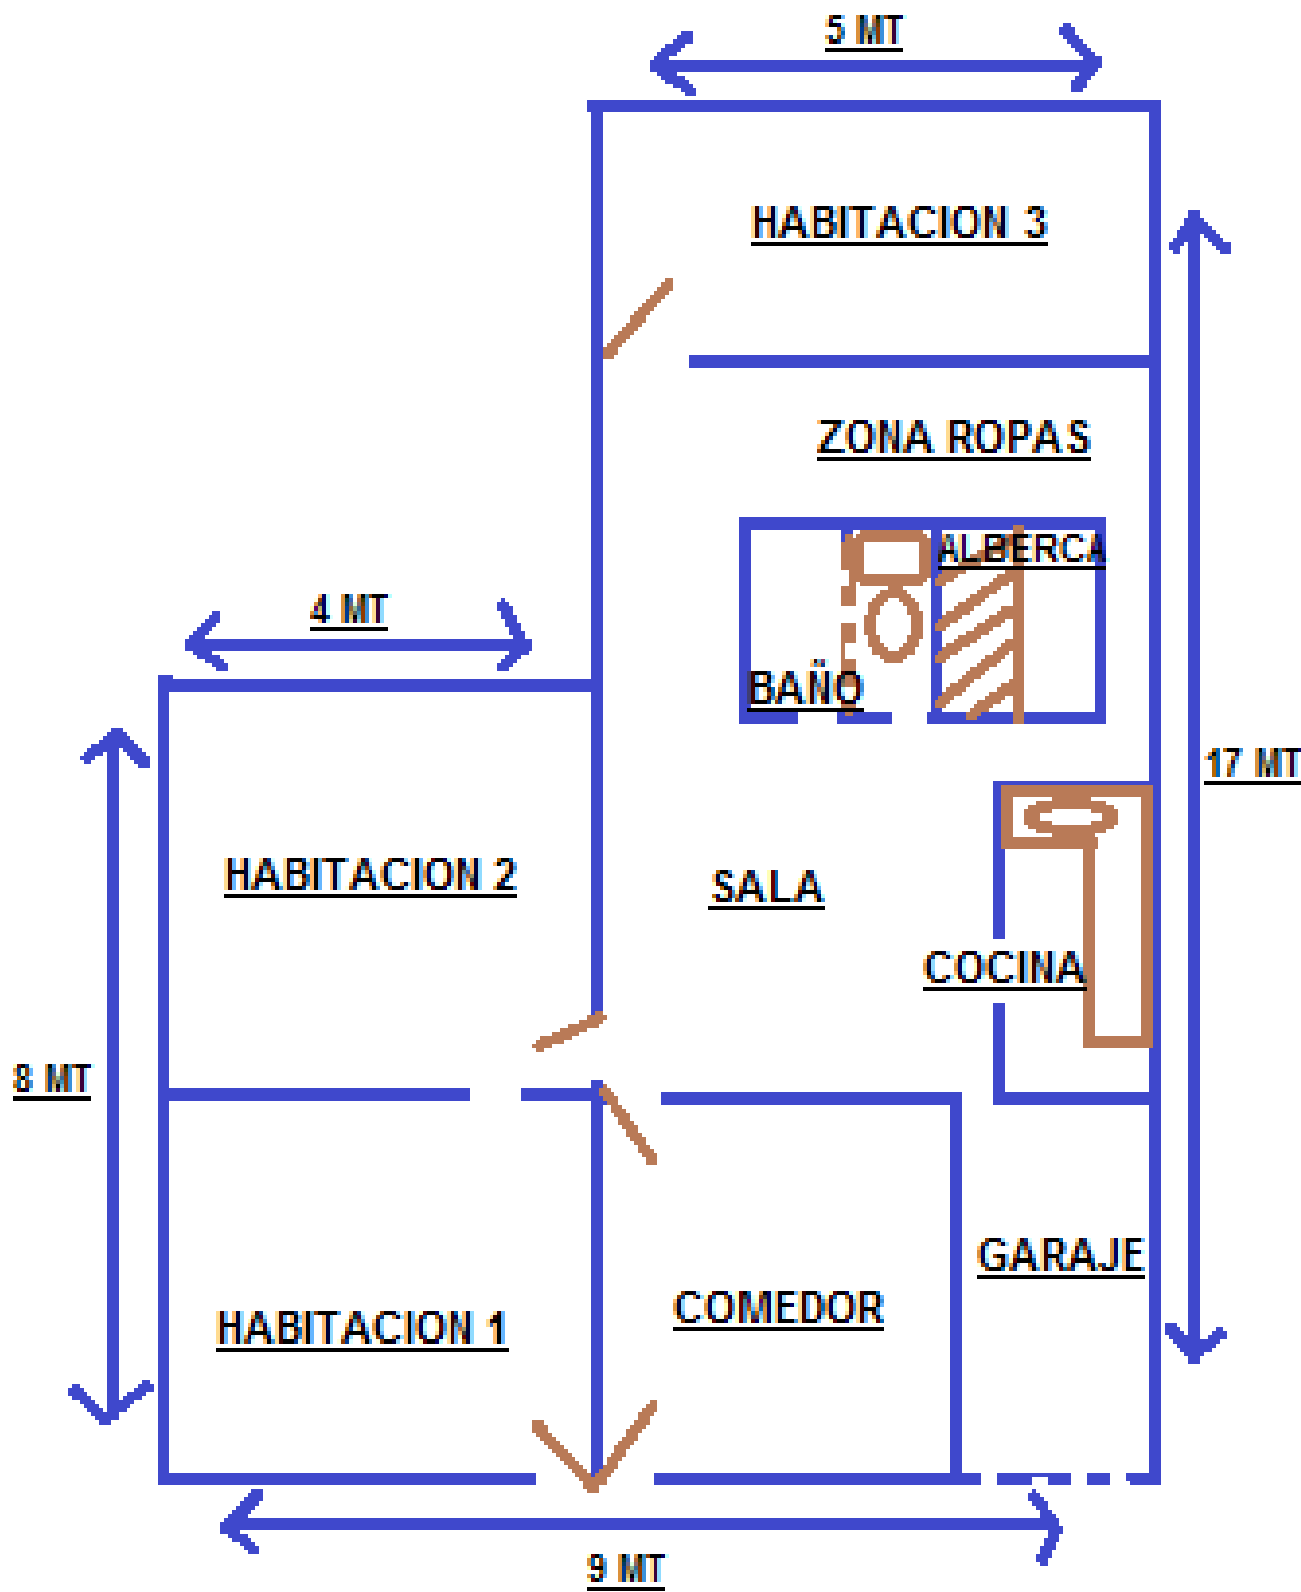 5 MT
HABITACION 3
ZONA ROPAS
ALBERCA
4 MT
BAÑO
17 MT
HABITACION 2
SALA
COCINA
8 MT
GARAJE
COMEDOR
HABITACION 1
9 MT